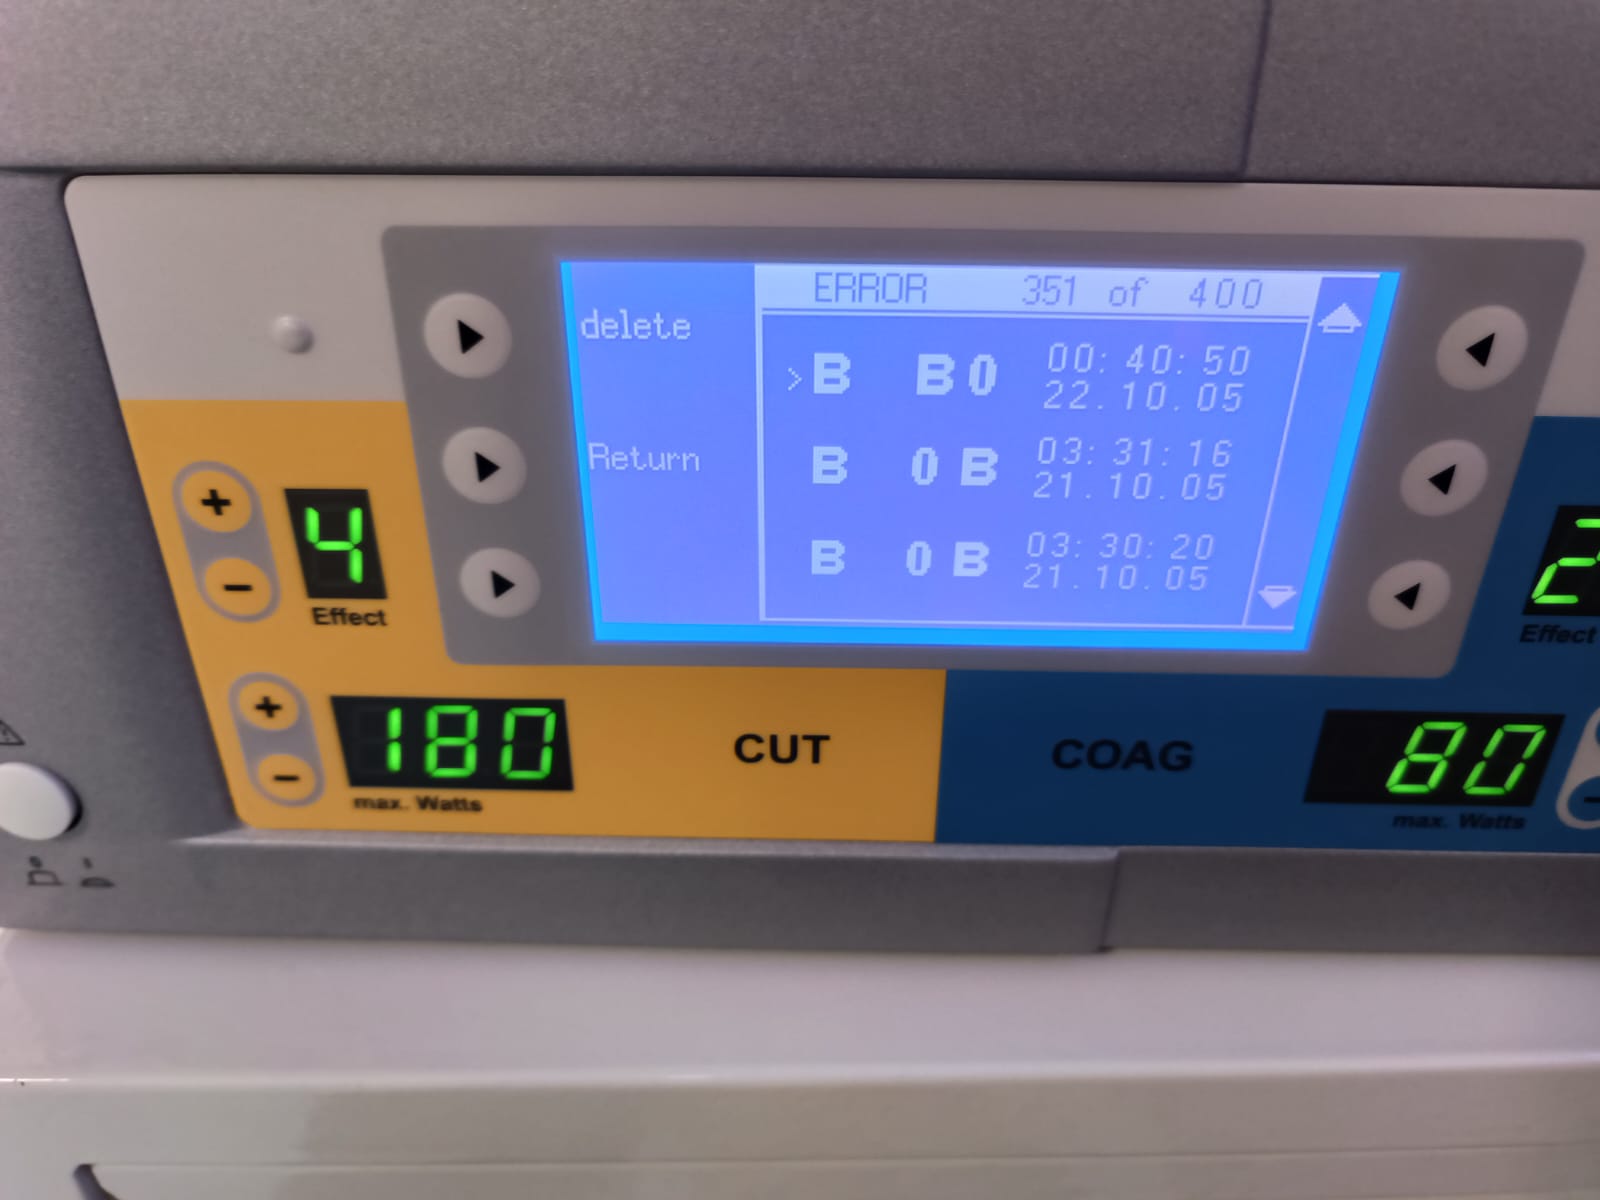 ERROR 351 of 400
delete
>B B0 00:40:50
22.10.05
Return
B 0B 03:31:16
21.10.05
B 0B 03:30:20
21.10.05
+
-
4
Effect
2
Effect
+
-
180
max. Watts
CUT
COAG
80
max. Watts
-